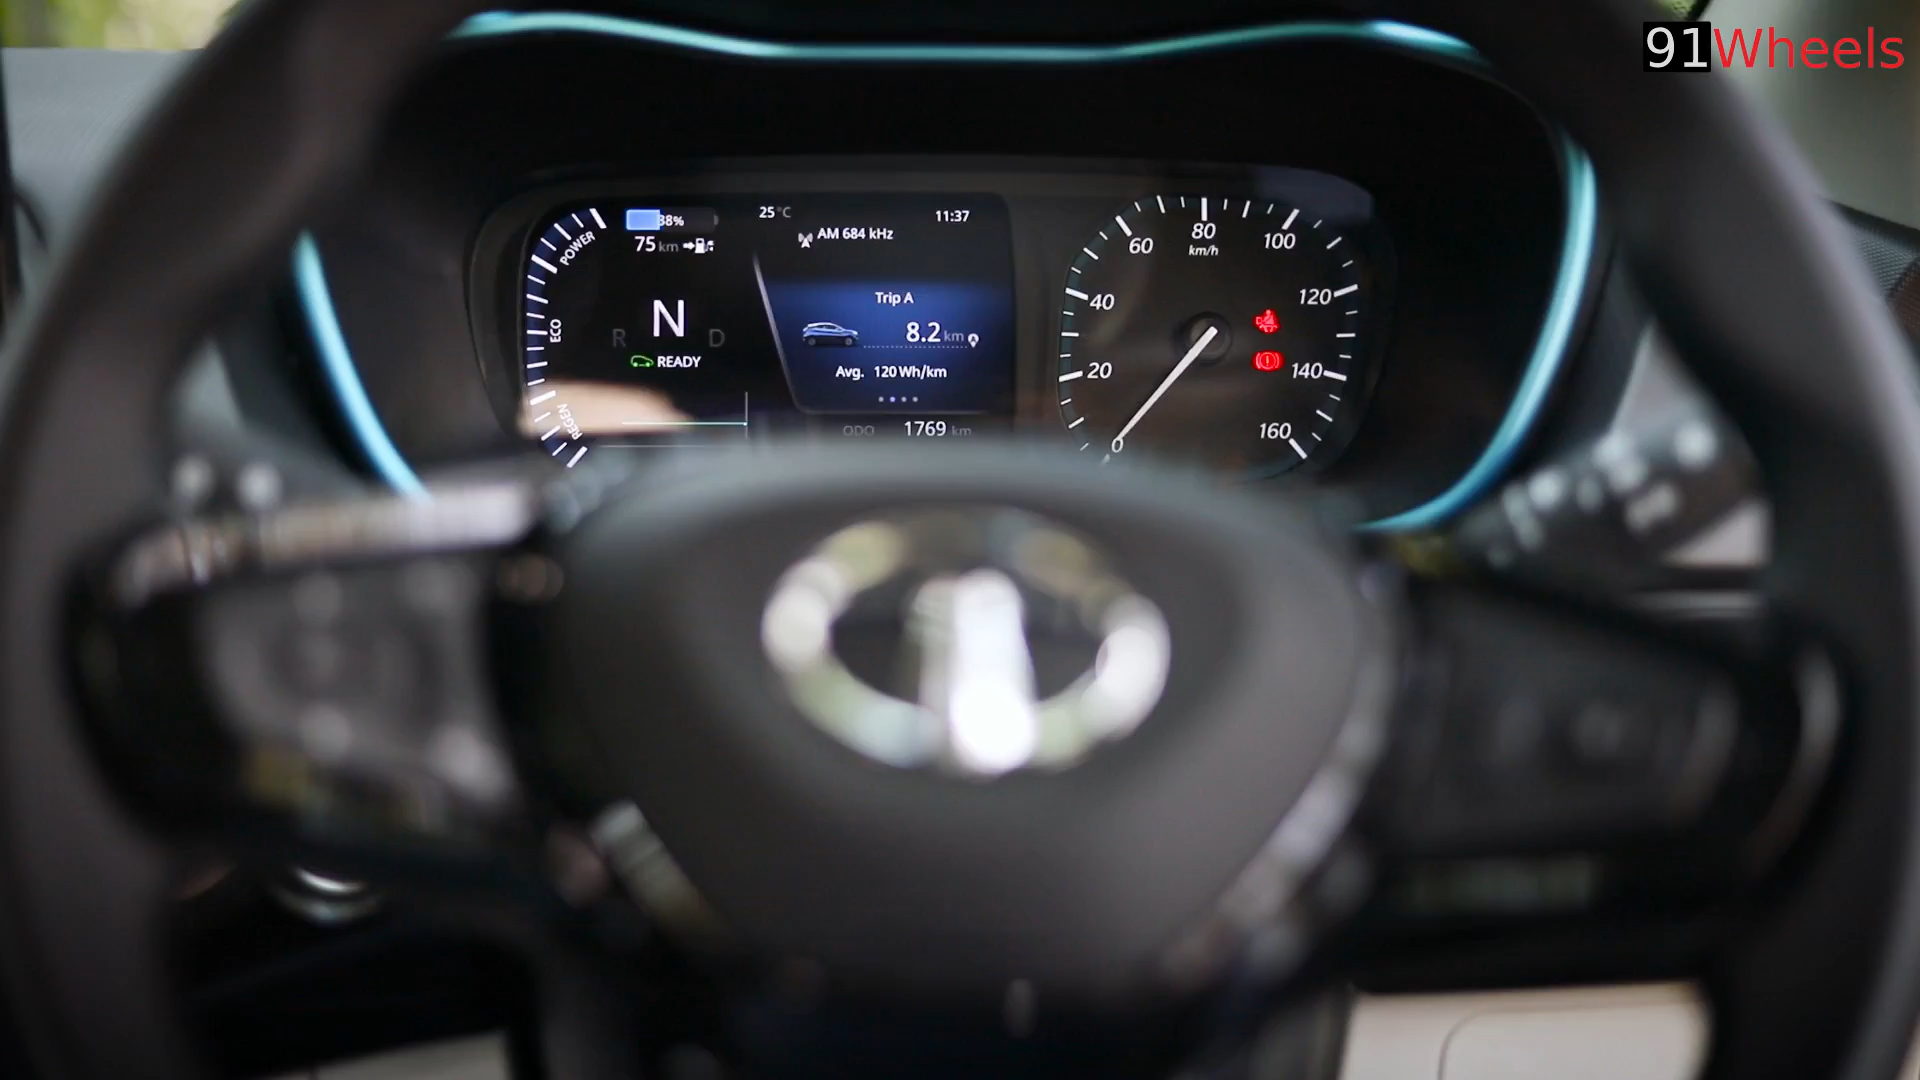 91Wheels
38%
25°C
11:37
AM 684 kHz
75 km
POWER
ECO
REGEN
R N D
READY
Trip A
8.2 km
Avg. 120 Wh/km
ODO 1769 km
0
20
40
60
80
km/h
100
120
140
160